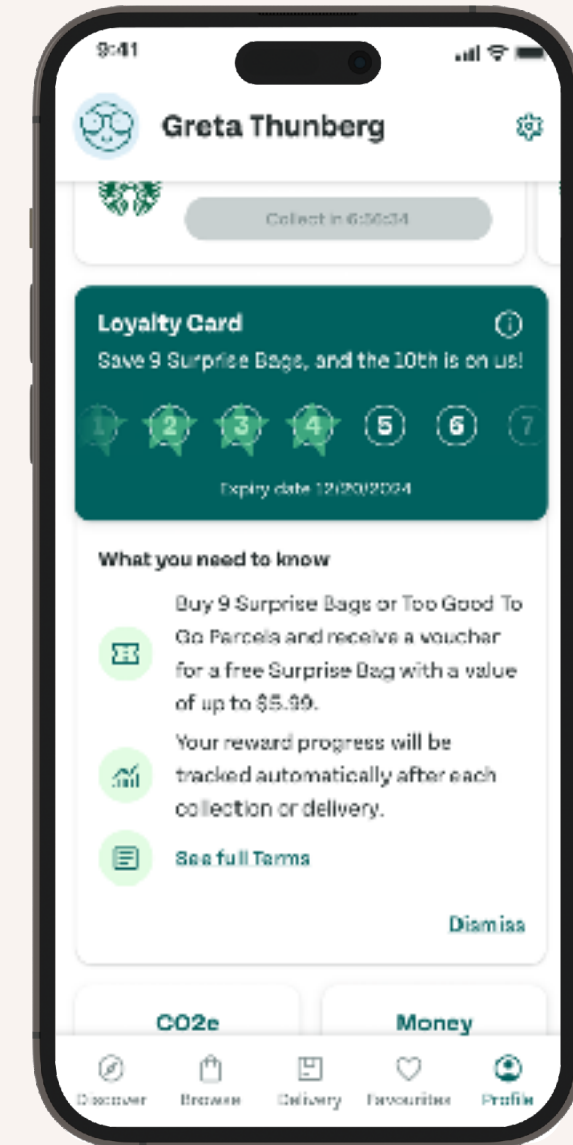 9:41
Greta Thunberg
Collect in 6:56:34
Loyalty Card
Save 9 Surprise Bags, and the 10th is on us!
1 2 3 4 5 6 7
Expiry date 12/20/2024
What you need to know
Buy 9 Surprise Bags or Too Good To
Go Parcels and receive a voucher
for a free Surprise Bag with a value
of up to $5.99.
Your reward progress will be
tracked automatically after each
collection or delivery.
See full Terms
Dismiss
CO2e Money
Discover Browse Delivery Favourites Profile